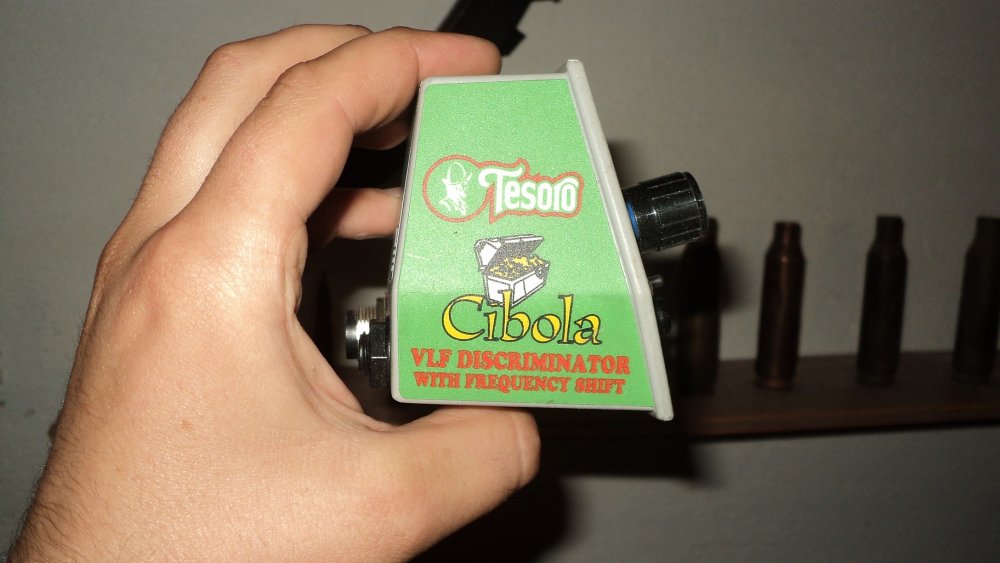 Tesoro
Cibola
VLF DISCRIMINATOR
WITH FREQUENCY SHIFT